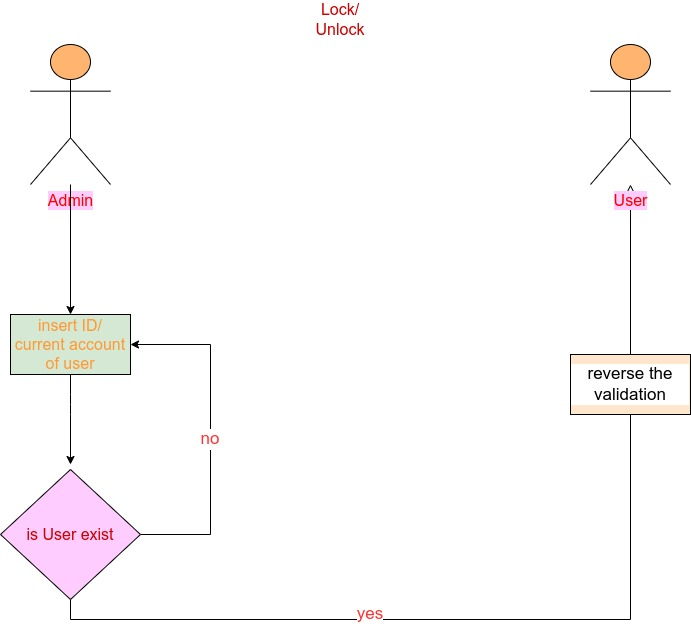 Lock/
Unlock
Admin
User
insert ID/
current account
of user
reverse the
validation
no
is User exist
yes